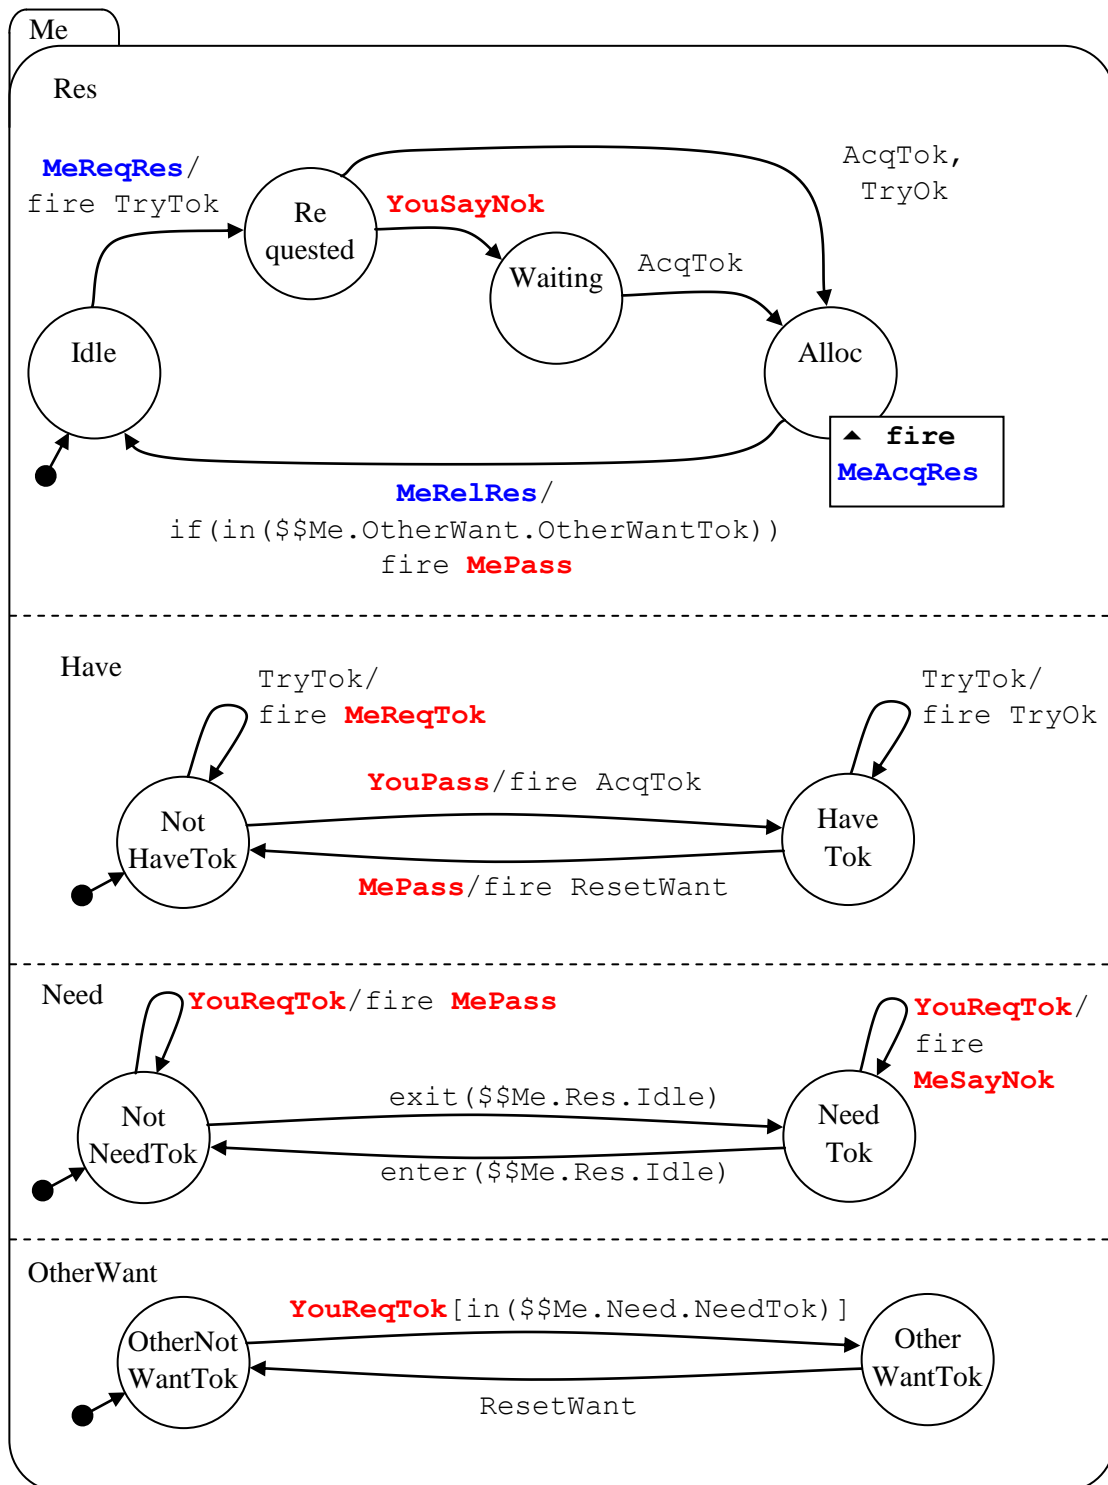 Me
Res
MeReqRes/
fire TryTok
Re
quested
YouSayNok
AcqTok,
TryOk
Waiting
AcqTok
Idle
Alloc
▲ fire
MeAcqRes
MeRelRes/
if(in($$Me.OtherWant.OtherWantTok))
fire MePass
Have
TryTok/
fire MeReqTok
TryTok/
fire TryOk
YouPass/fire AcqTok
Not
HaveTok
Have
Tok
MePass/fire ResetWant
Need
YouReqTok/fire MePass
YouReqTok/
fire
MeSayNok
exit($$Me.Res.Idle)
Not
NeedTok
Need
Tok
enter($$Me.Res.Idle)
OtherWant
YouReqTok[in($$Me.Need.NeedTok)]
OtherNot
WantTok
Other
WantTok
ResetWant